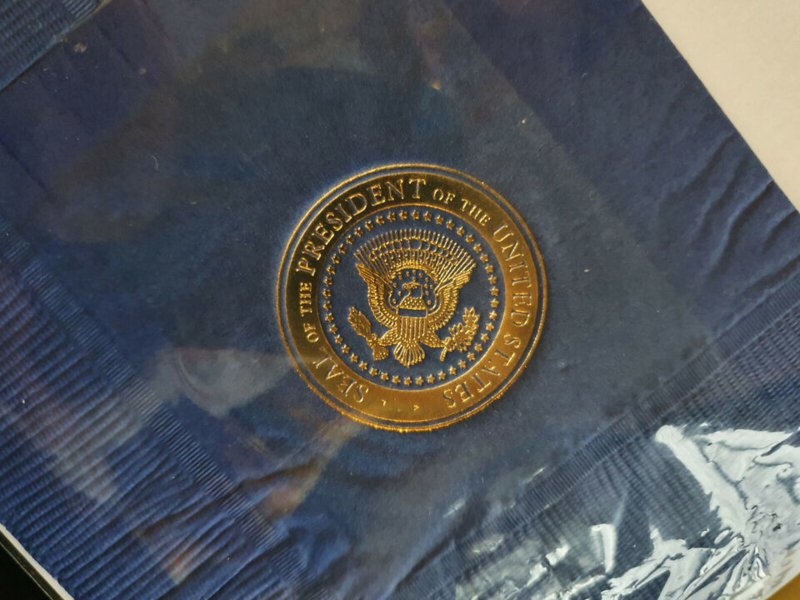 SEAL OF THE PRESIDENT OF THE UNITED STATES